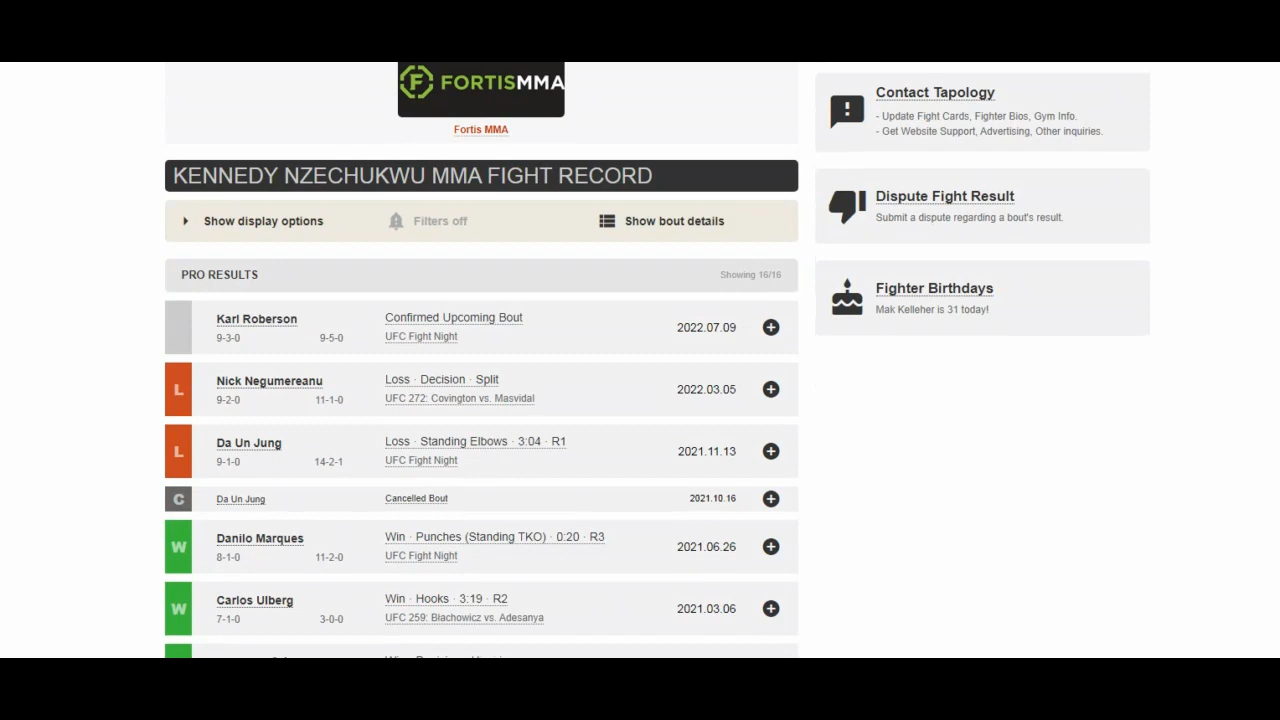 FORTISMMA
Fortis MMA
KENNEDY NZECHUKWU MMA FIGHT RECORD
Show display options
Filters off
Show bout details
PRO RESULTS
Showing 16/16
Karl Roberson
9-3-0 9-5-0
Confirmed Upcoming Bout
UFC Fight Night
2022.07.09
L
Nick Negumereanu
9-2-0 11-1-0
Loss · Decision · Split
UFC 272: Covington vs. Masvidal
2022.03.05
L
Da Un Jung
9-1-0 14-2-1
Loss · Standing Elbows · 3:04 · R1
UFC Fight Night
2021.11.13
C
Da Un Jung
Cancelled Bout
2021.10.16
W
Danilo Marques
8-1-0 11-2-0
Win · Punches (Standing TKO) · 0:20 · R3
UFC Fight Night
2021.06.26
W
Carlos Ulberg
7-1-0 3-0-0
Win · Hooks · 3:19 · R2
UFC 259: Błachowicz vs. Adesanya
2021.03.06
Contact Tapology
- Update Fight Cards, Fighter Bios, Gym Info.
- Get Website Support, Advertising, Other inquiries.
Dispute Fight Result
Submit a dispute regarding a bout's result.
Fighter Birthdays
Mak Kelleher is 31 today!